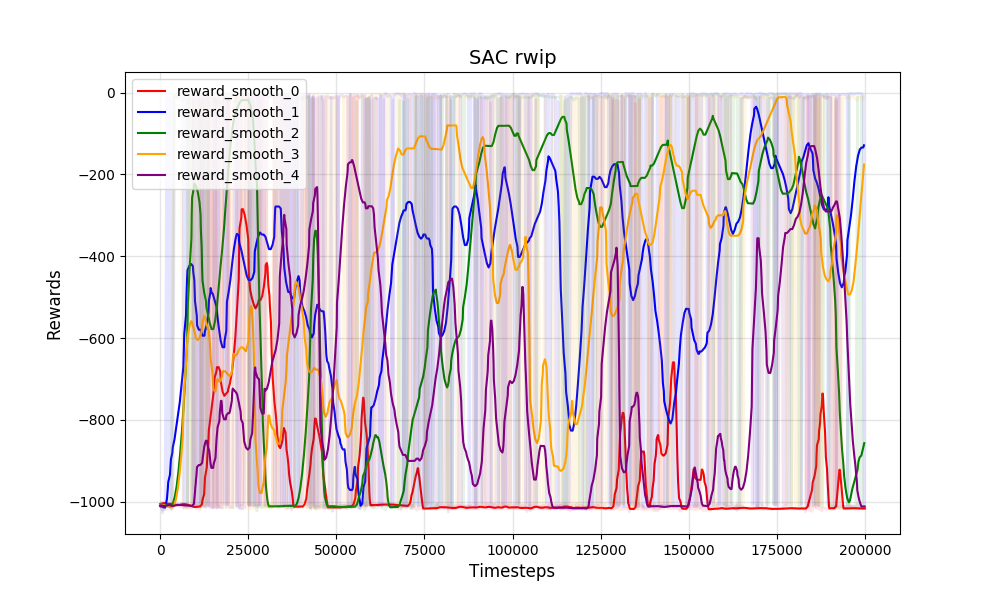 SAC rwip
reward_smooth_0
reward_smooth_1
reward_smooth_2
reward_smooth_3
reward_smooth_4
0
−200
−400
−600
−800
−1000
Rewards
0 25000 50000 75000 100000 125000 150000 175000 200000
Timesteps